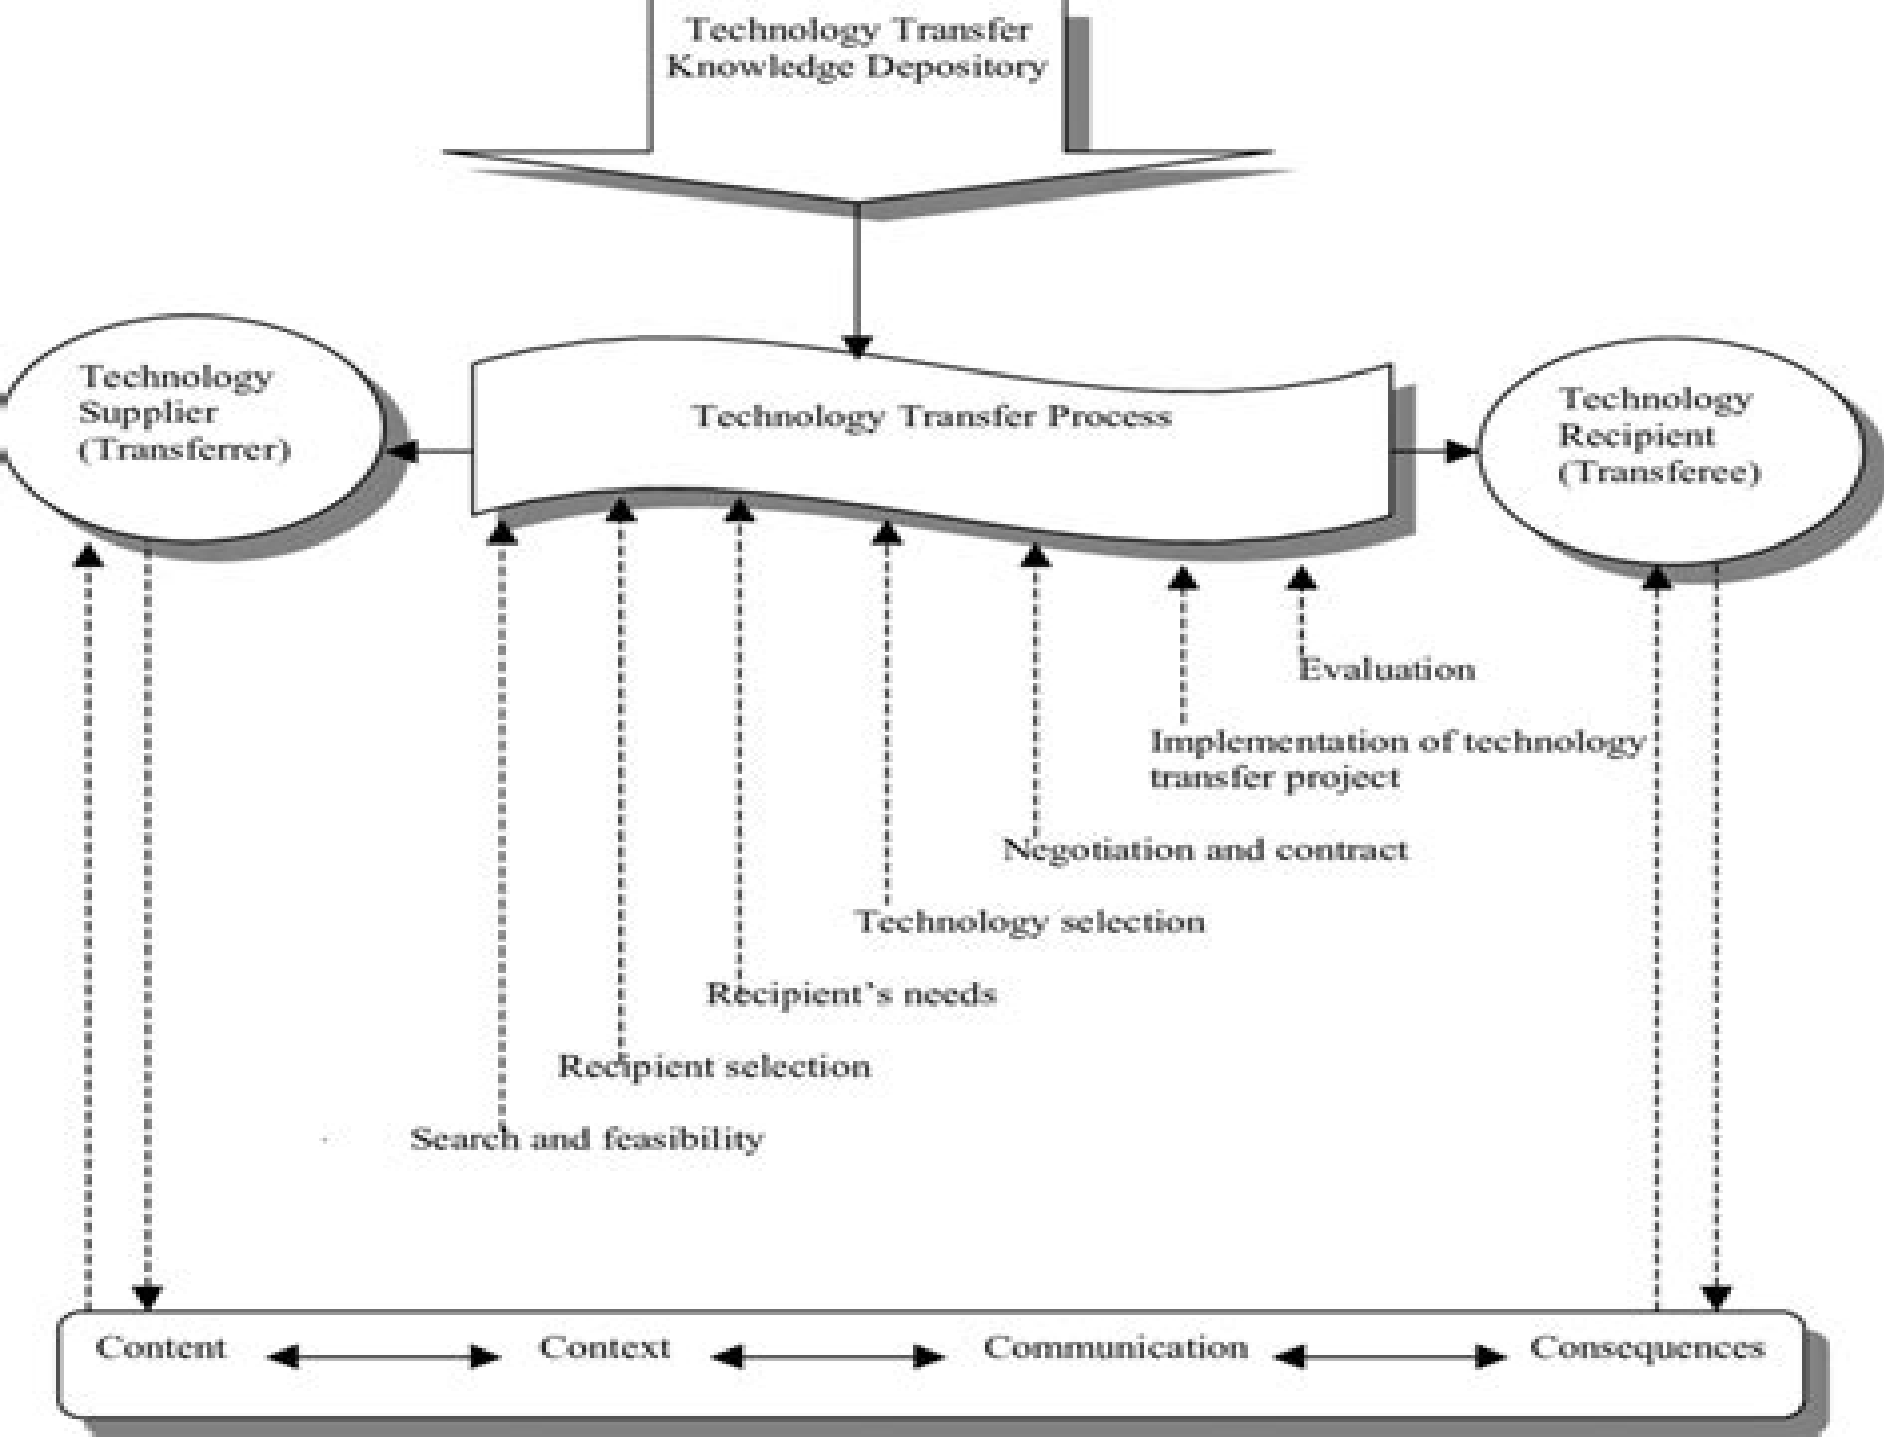 Technology Transfer
Knowledge Depository
Technology
Supplier
(Transferrer)
Technology Transfer Process
Technology
Recipient
(Transferee)
Evaluation
Implementation of technology
transfer project
Negotiation and contract
Technology selection
Recipient's needs
Recipient selection
Search and feasibility
Content
Context
Communication
Consequences